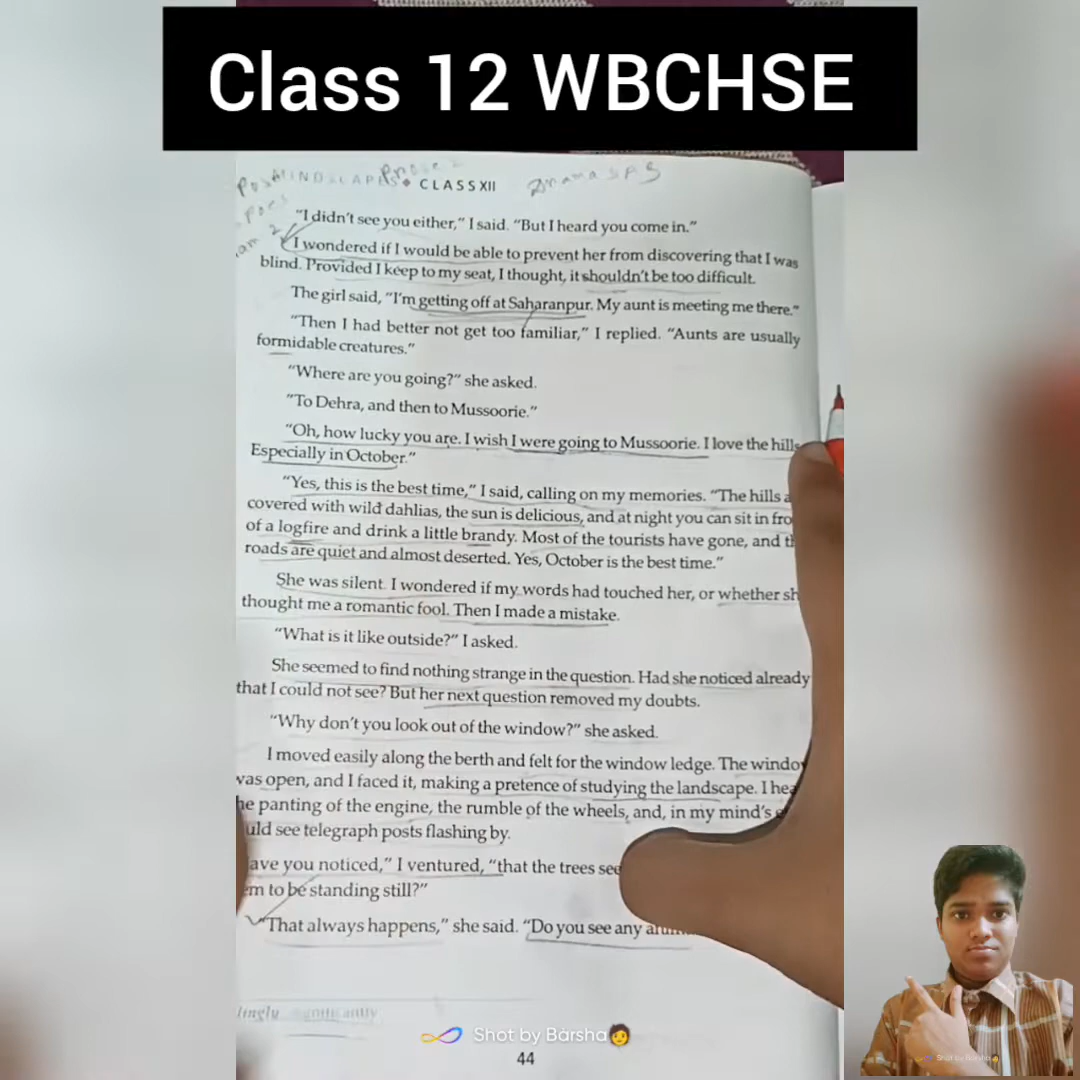 Class 12 WBCHSE
MINDSCAPES ◆ CLASS XII
Prose 2
Drama
"I didn't see you either," I said. "But I heard you come in."
I wondered if I would be able to prevent her from discovering that I was
blind. Provided I keep to my seat, I thought, it shouldn't be too difficult.
The girl said, "I'm getting off at Saharanpur. My aunt is meeting me there."
"Then I had better not get too familiar," I replied. "Aunts are usually
formidable creatures."
"Where are you going?" she asked.
"To Dehra, and then to Mussoorie."
"Oh, how lucky you are. I wish I were going to Mussoorie. I love the hills
Especially in October."
"Yes, this is the best time," I said, calling on my memories. "The hills a
covered with wild dahlias, the sun is delicious, and at night you can sit in fro
of a logfire and drink a little brandy. Most of the tourists have gone, and th
roads are quiet and almost deserted. Yes, October is the best time."
She was silent. I wondered if my words had touched her, or whether sh
thought me a romantic fool. Then I made a mistake.
"What is it like outside?" I asked.
She seemed to find nothing strange in the question. Had she noticed already
that I could not see? But her next question removed my doubts.
"Why don't you look out of the window?" she asked.
I moved easily along the berth and felt for the window ledge. The windo
was open, and I faced it, making a pretence of studying the landscape. I hea
he panting of the engine, the rumble of the wheels, and, in my mind's
uld see telegraph posts flashing by.
ave you noticed," I ventured, "that the trees see
em to be standing still?"
"That always happens," she said. "Do you see any
Shot by Barsha
44
Shot by Barsha